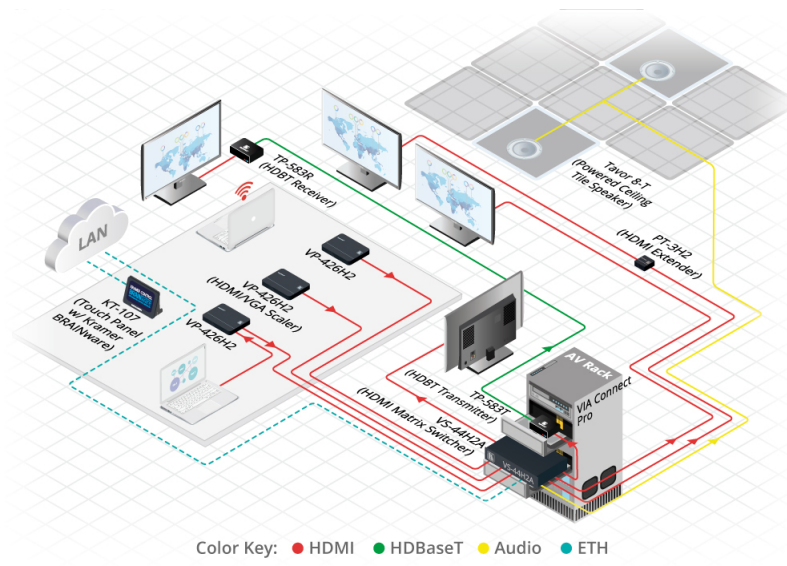 TP-583R
(HDBT Receiver)
Tavor 8-T
(Powered Ceiling
Tile Speaker)
LAN
VP-426H2
PT-3H2
(HDMI Extender)
VP-426H2
(HDMI/VGA Scaler)
KT-107
(Touch Panel
w/ Kramer
BRAINware)
VP-426H2
AV Rack
TP-583T
(HDBT Transmitter)
VIA Connect
Pro
VS-44H2A
(HDMI Matrix Switcher)
N
VS-44H2A
Color Key: HDMI HDBaseT Audio ETH